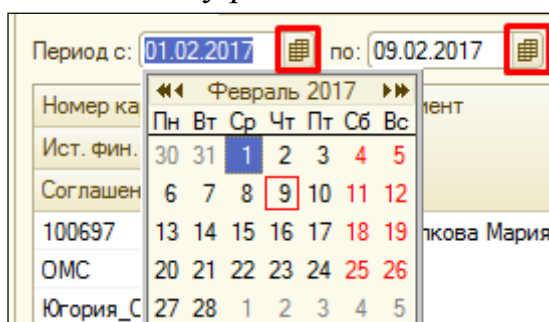 Период с: 01.02.2017 по: 09.02.2017
Февраль 2017
Номер ка
Пн Вт Ср Чт Пт Сб Вс
Ист. фин.
30 31 1 2 3 4 5
Соглашен
6 7 8 9 10 11 12
100697
13 14 15 16 17 18 19
Мария
ОМС
20 21 22 23 24 25 26
Югория_С
27 28 1 2 3 4 5